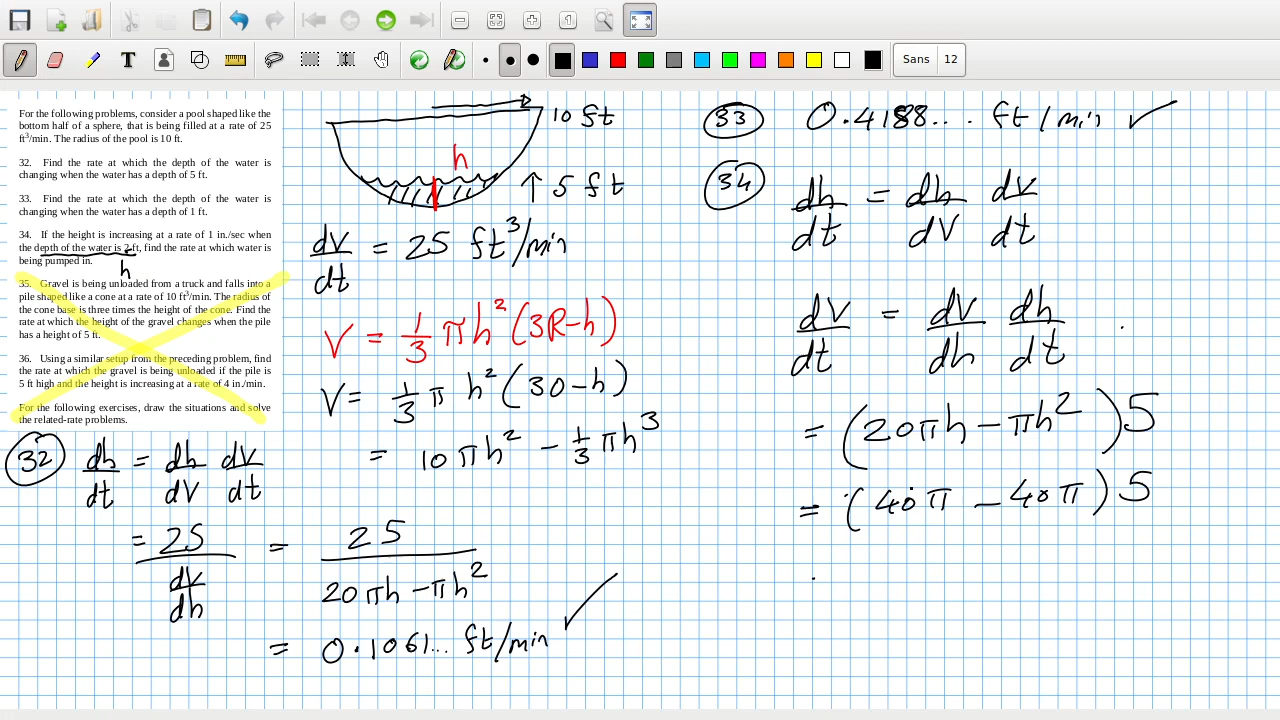 Sans 12
For the following problems, consider a pool shaped like the
bottom half of a sphere, that is being filled at a rate of 25
ft³/min. The radius of the pool is 10 ft.
32. Find the rate at which the depth of the water is
changing when the water has a depth of 5 ft.
33. Find the rate at which the depth of the water is
changing when the water has a depth of 1 ft.
34. If the height is increasing at a rate of 1 in./sec when
the depth of the water is 2 ft, find the rate at which water is
being pumped in.
h
35. Gravel is being unloaded from a truck and falls into a
pile shaped like a cone at a rate of 10 ft³/min. The radius of
the cone base is three times the height of the cone. Find the
rate at which the height of the gravel changes when the pile
has a height of 5 ft.
36. Using a similar setup from the preceding problem, find
the rate at which the gravel is being unloaded if the pile is
5 ft high and the height is increasing at a rate of 4 in./min.
For the following exercises, draw the situations and solve
the related-rate problems.
32 dh/dt = dh/dV dV/dt
= 25 / dV/dh = 25 / 20πh − πh²
= 0.1061... ft/min ✓
10 ft
h
↑ 5 ft
dV/dt = 25 ft³/min
V = 1/3 πh² (3R−h)
V = 1/3 π h² (30−h)
= 10πh² − 1/3 πh³
33 0.4188... ft/min ✓
34 dh/dt = dh/dV dV/dt
dV/dt = dV/dh dh/dt .
= (20πh − πh²) 5
= (40π − 40π) 5